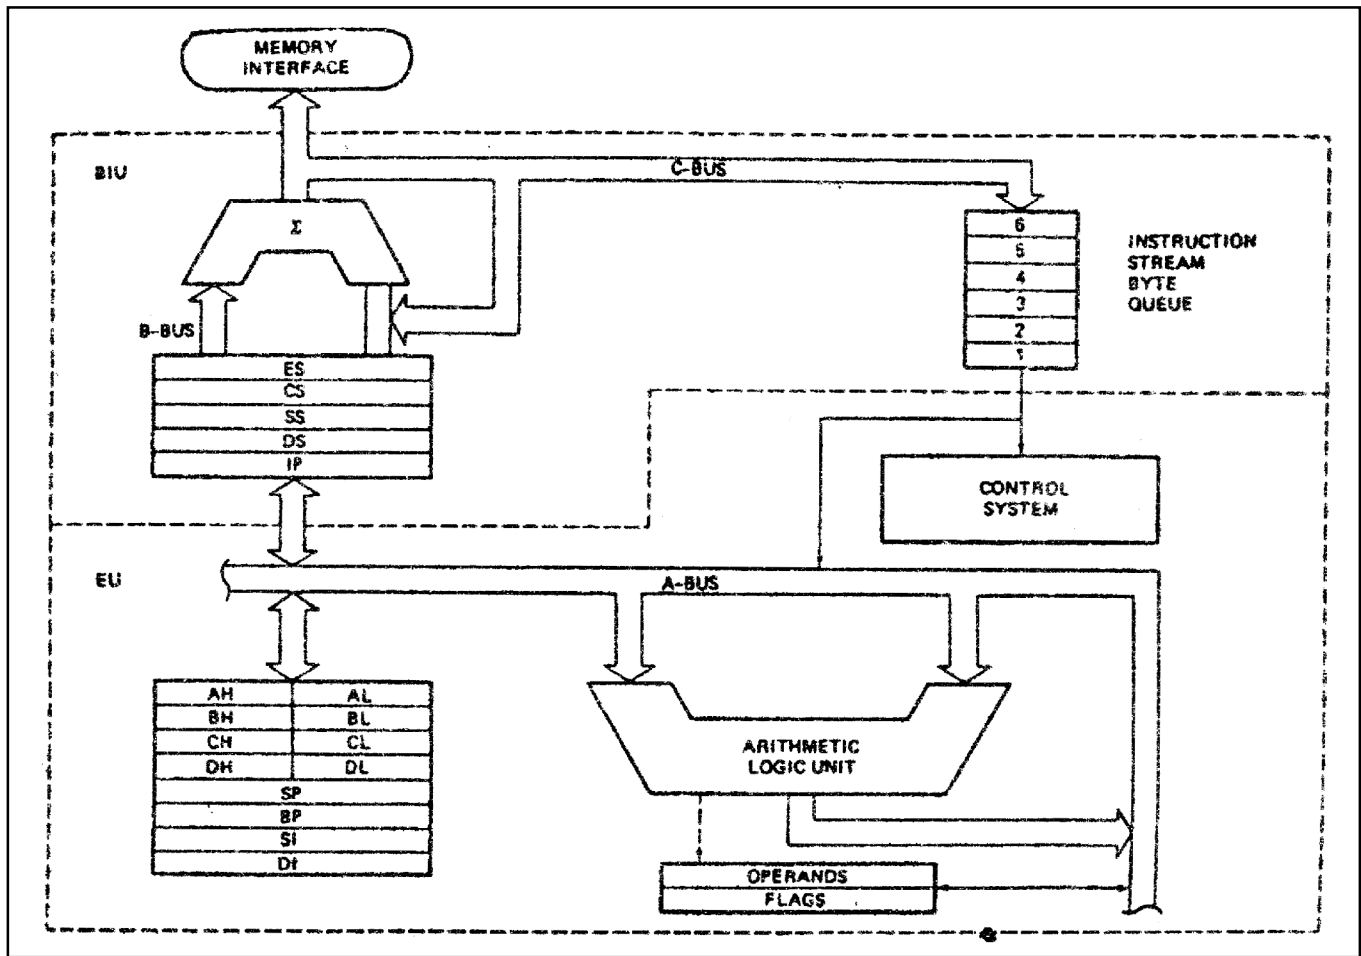 MEMORY
INTERFACE
BIU
C-BUS
Σ
B-BUS
6
5
4
3
2
1
INSTRUCTION
STREAM
BYTE
QUEUE
ES
CS
SS
DS
IP
CONTROL
SYSTEM
EU
A-BUS
AH AL
BH BL
CH CL
DH DL
SP
BP
SI
DI
ARITHMETIC
LOGIC UNIT
OPERANDS
FLAGS